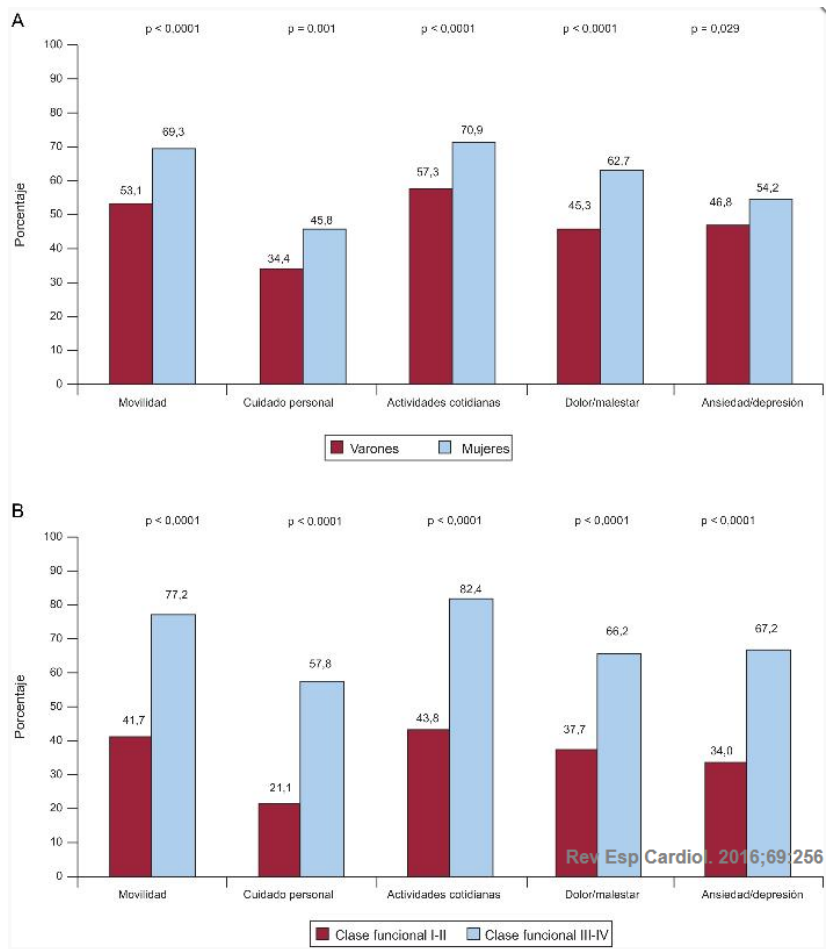 A
p < 0.0001 p = 0.001 p <0,0001 p < 0,0001 p = 0,029
Porcentaje
100
90
80
70
60
50
40
30
20
10
0
53,1 69,3 34,4 45,8 57,3 70,9 45,3 62.7 46,8 54,2
Movilidad Cuidado personal Actividades cotidianas Dolor/malestar Ansiedad/depresión
Varones Mujeres
B
p < 0,0001 p < 0.0001 p < 0,0001 p < 0,0001 p < 0.0001
Porcentaje
100
90
80
70
60
50
40
30
20
10
0
41,7 77,2 21,1 57,8 43,8 82,4 37,7 66,2 34,0 67,2
Rev Esp Cardiol. 2016;69:256
Movilidad Cuidado personal Actividades cotidianas Dolor/malestar Ansiedad/depresión
Clase funcional I-II Clase funcional III-IV